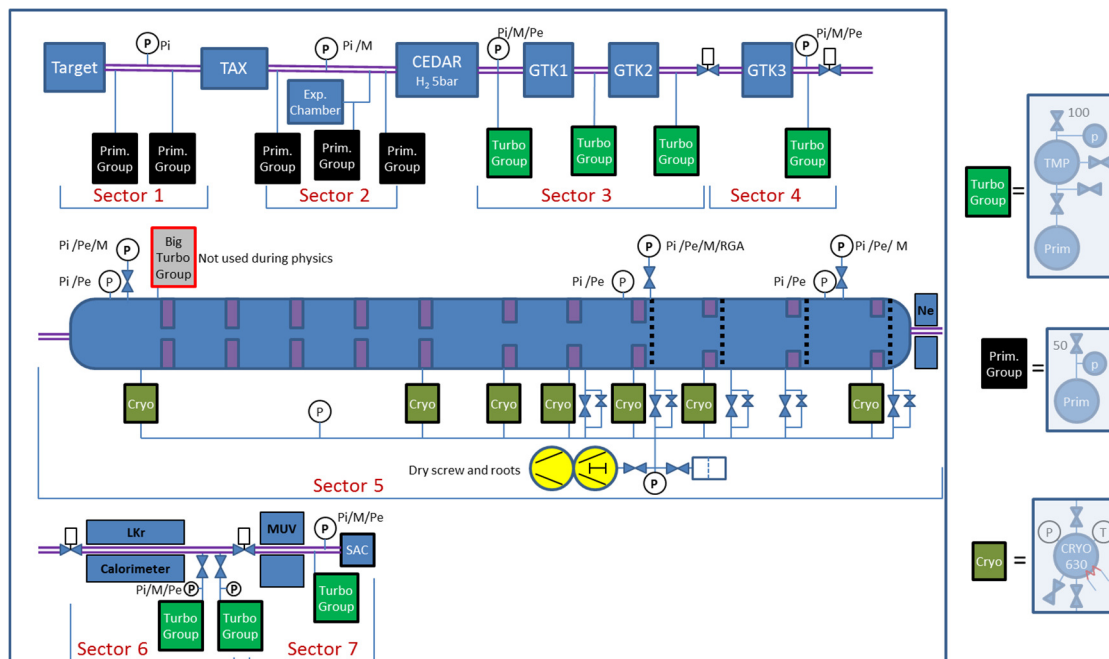 P Pi
P Pi /M
Pi/M/Pe
P
Pi/M/Pe
P
Target
TAX
CEDAR
H2 5bar
GTK1
GTK2
GTK3
Exp.
Chamber
Prim.
Group
Prim.
Group
Prim.
Group
Prim.
Group
Prim.
Group
Turbo
Group
Turbo
Group
Turbo
Group
Turbo
Group
Sector 1
Sector 2
Sector 3
Sector 4
Pi /Pe/M P
Pi /Pe P
Big
Turbo
Group
Not used during physics
P Pi /Pe/M/RGA
Pi /Pe P
P Pi /Pe/ M
Pi /Pe P
Ne
Cryo
Cryo
Cryo
Cryo
Cryo
Cryo
Cryo
P
Dry screw and roots
P
Sector 5
LKr
Calorimeter
MUV
Pi/M/Pe
P
SAC
Pi/M/Pe P
P
Turbo
Group
Turbo
Group
Turbo
Group
Sector 6
Sector 7
Turbo
Group
=
100
p
TMP
Prim
Prim.
Group
=
50
p
Prim
Cryo
=
P
T
CRYO
630